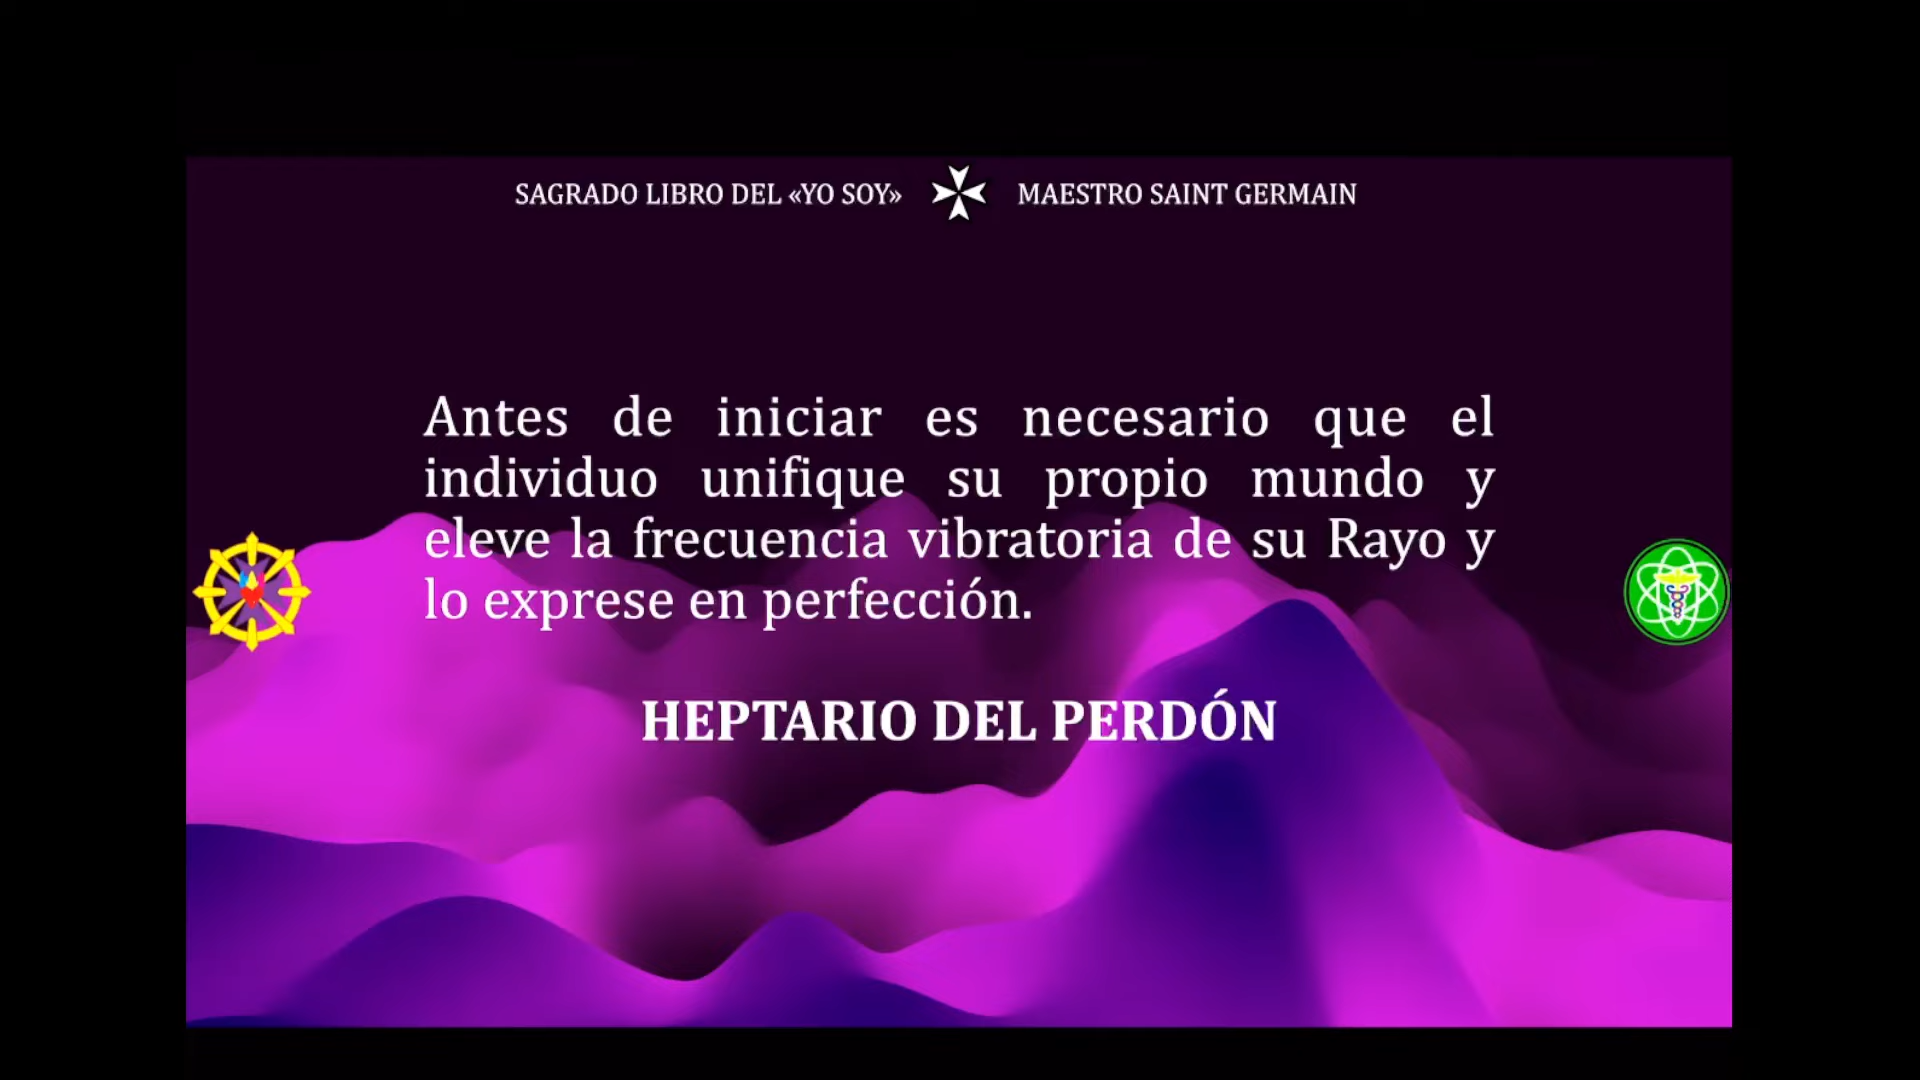 SAGRADO LIBRO DEL «YO SOY» MAESTRO SAINT GERMAIN
Antes de iniciar es necesario que el
individuo unifique su propio mundo y
eleve la frecuencia vibratoria de su Rayo y
lo exprese en perfección.
HEPTARIO DEL PERDÓN